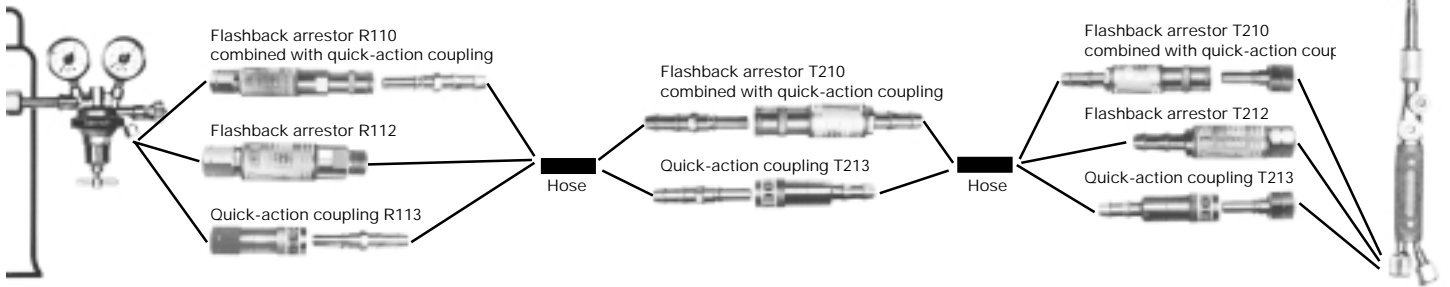 Flashback arrestor R110
combined with quick-action coupling
Flashback arrestor R112
Quick-action coupling R113
Hose
Flashback arrestor T210
combined with quick-action coupling
Quick-action coupling T213
Hose
Flashback arrestor T210
combined with quick-action coup
Flashback arrestor T212
Quick-action coupling T213